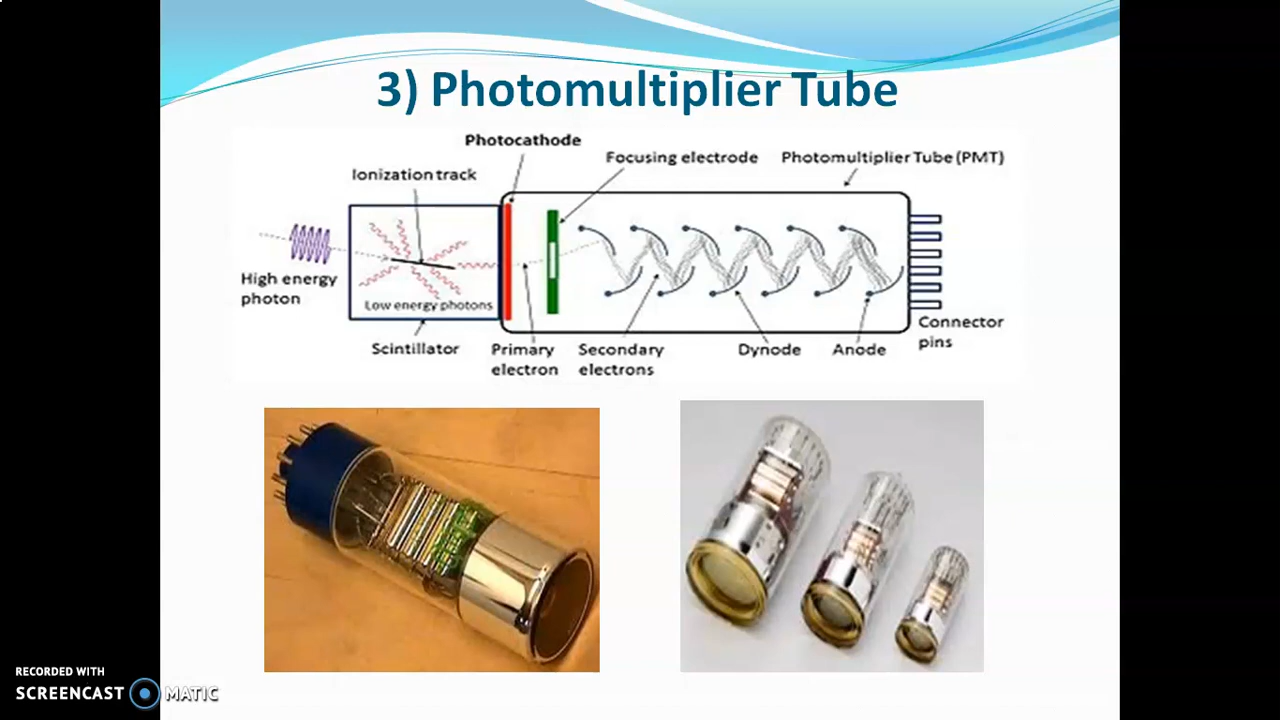 3) Photomultiplier Tube
Photocathode
Focusing electrode
Photomultiplier Tube (PMT)
Ionization track
High energy
photon
Low energy photons
Scintillator
Primary
electron
Secondary
electrons
Dynode
Anode
Connector
pins
RECORDED WITH
SCREENCAST MATIC